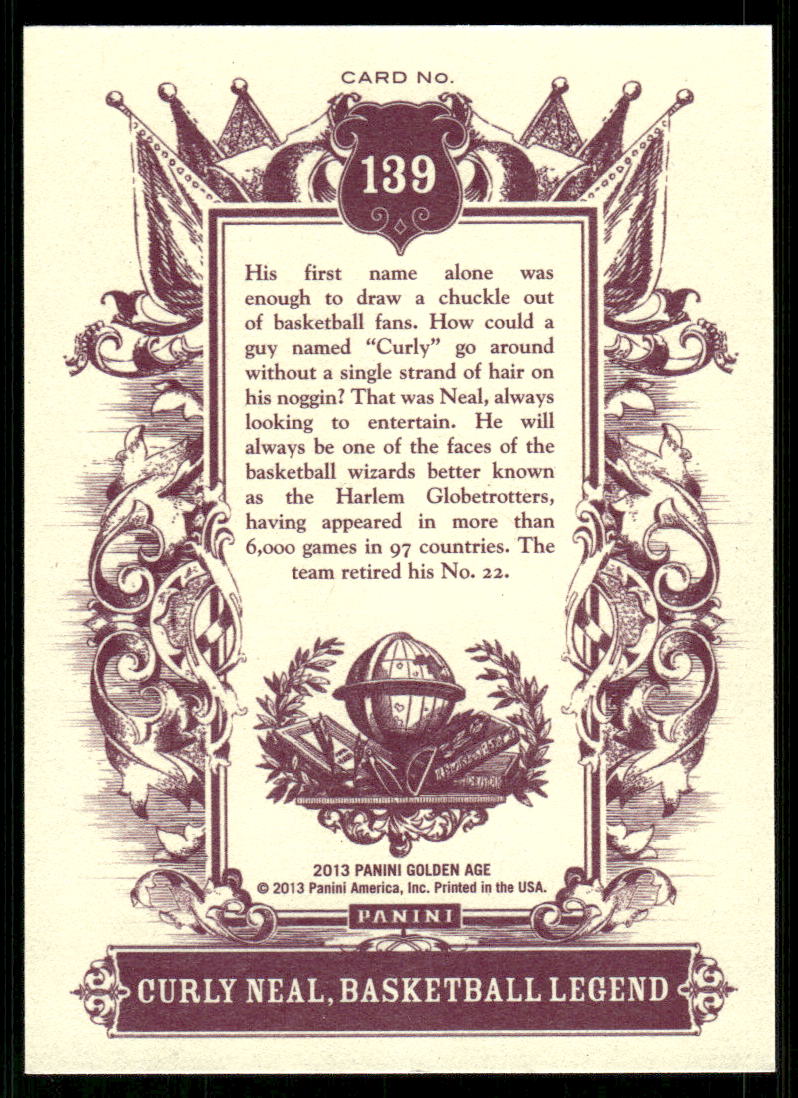 CARD No.
139
His first name alone was
enough to draw a chuckle out
of basketball fans. How could a
guy named “Curly” go around
without a single strand of hair on
his noggin? That was Neal, always
looking to entertain. He will
always be one of the faces of the
basketball wizards better known
as the Harlem Globetrotters,
having appeared in more than
6,000 games in 97 countries. The
team retired his No. 22.
2013 PANINI GOLDEN AGE
© 2013 Panini America, Inc. Printed in the USA.
PANINI
CURLY NEAL, BASKETBALL LEGEND